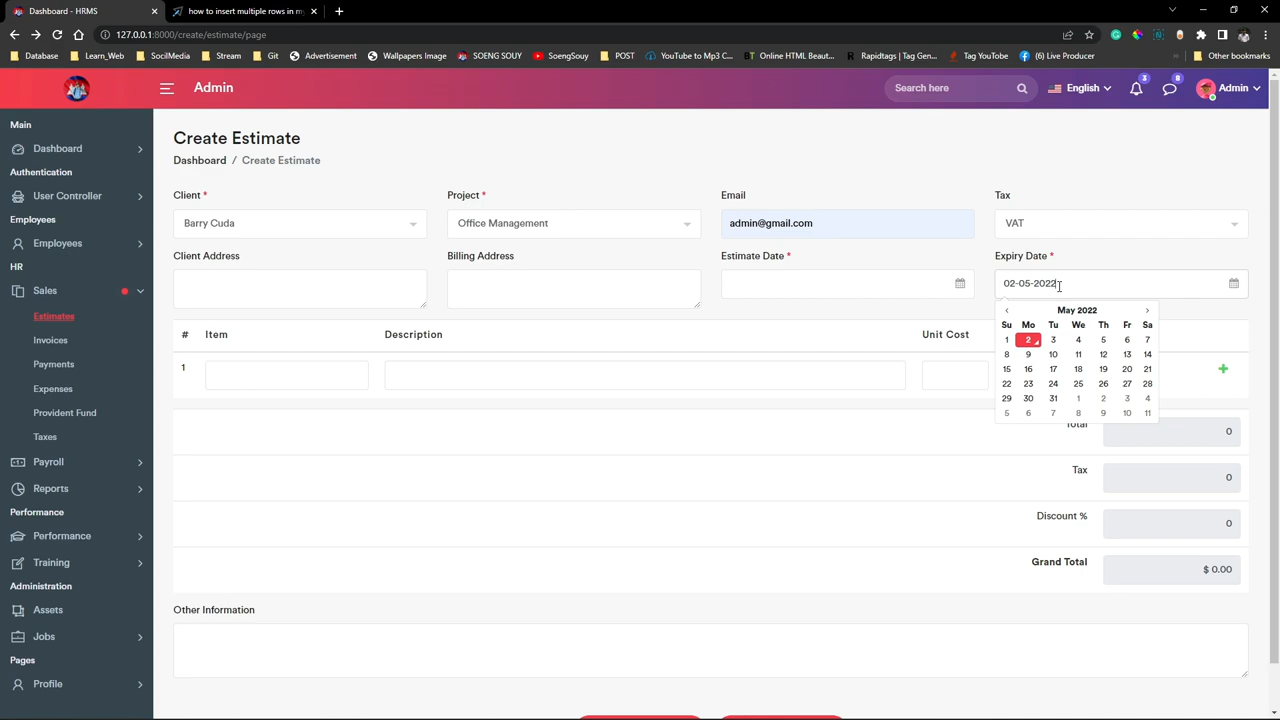 Dashboard - HRMS
how to insert multiple rows in my
127.0.0.1:8000/create/estimate/page
Database
Learn_Web
SocilMedia
Stream
Git
Advertisement
Wallpapers Image
SOENG SOUY
SoengSouy
POST
YouTube to Mp3 C...
Online HTML Beaut...
Rapidtags | Tag Gen...
Tag YouTube
(1) Live Producer
Other bookmarks
Admin
Search here
English
3
8
Admin
Main
Dashboard
Authentication
User Controller
Employees
Employees
HR
Sales
Estimates
Invoices
Payments
Expenses
Provident Fund
Taxes
Payroll
Reports
Performance
Performance
Training
Administration
Assets
Jobs
Pages
Profile
Create Estimate
Dashboard / Create Estimate
Client * Project * Email Tax
Barry Cuda Office Management admin@gmail.com VAT
Client Address Billing Address Estimate Date * Expiry Date *
02-05-2022
May 2022
Su Mo Tu We Th Fr Sa
1 2 3 4 5 6 7
8 9 10 11 12 13 14
15 16 17 18 19 20 21
22 23 24 25 26 27 28
29 30 31 1 2 3 4
5 6 7 8 9 10 11
# Item Description Unit Cost
1
Total 0
Tax 0
Discount % 0
Grand Total $ 0.00
Other Information